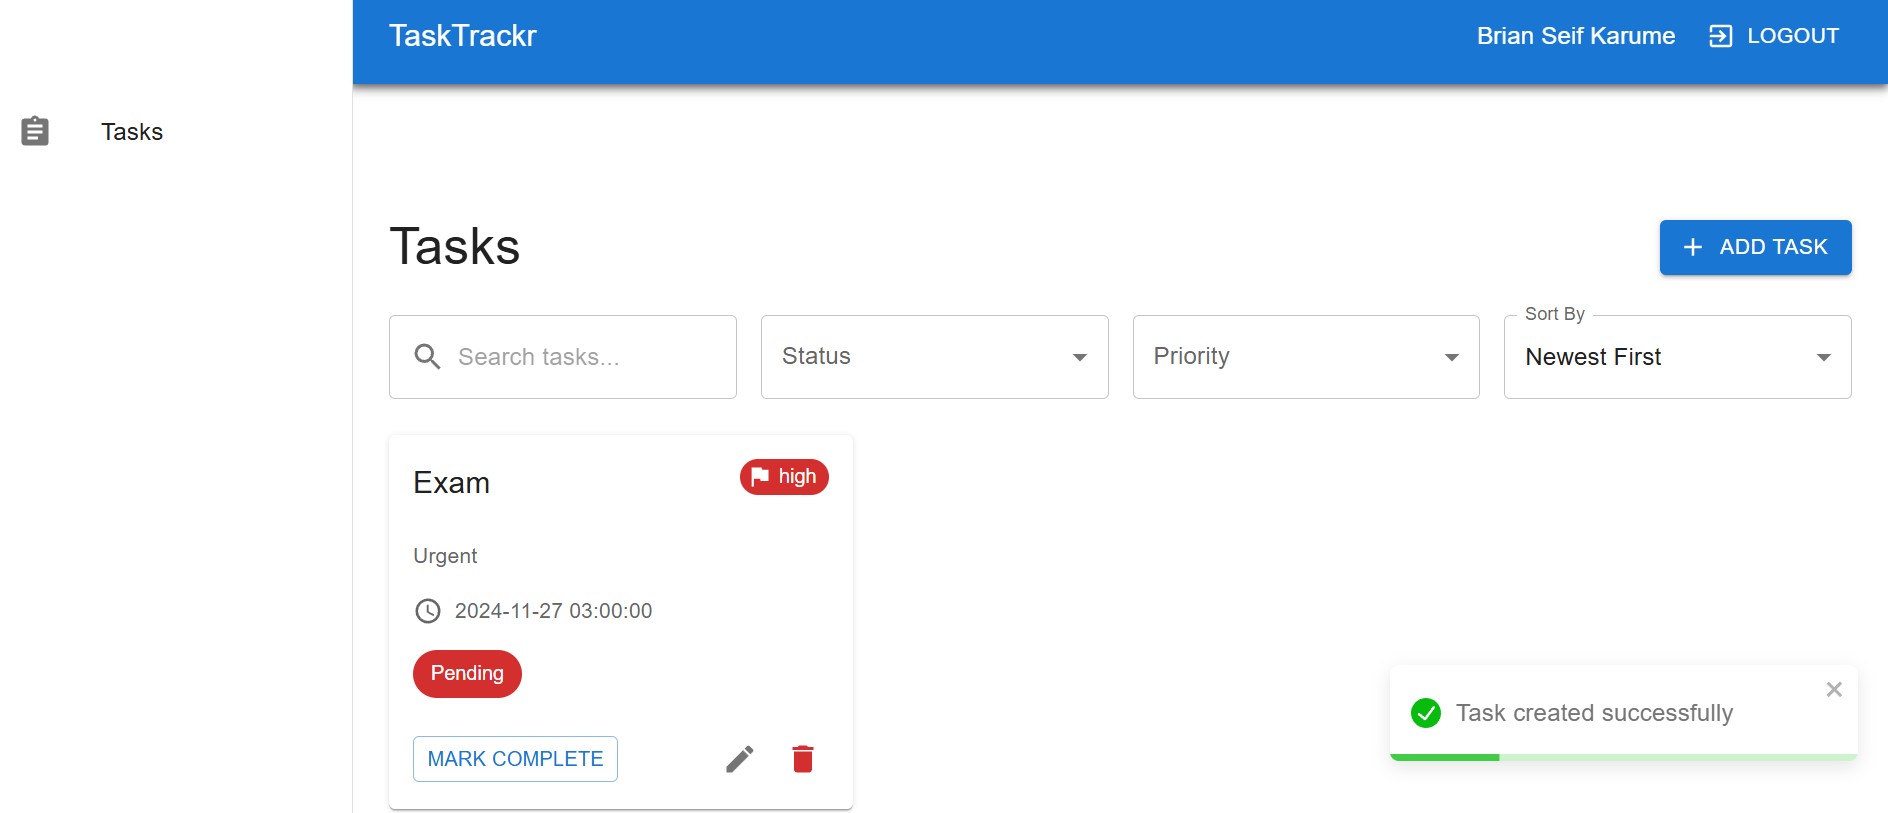 TaskTrackr
Brian Seif Karume
LOGOUT
Tasks
Tasks
ADD TASK
Search tasks...
Status
Priority
Sort By
Newest First
Exam
high
Urgent
2024-11-27 03:00:00
Pending
MARK COMPLETE
Task created successfully